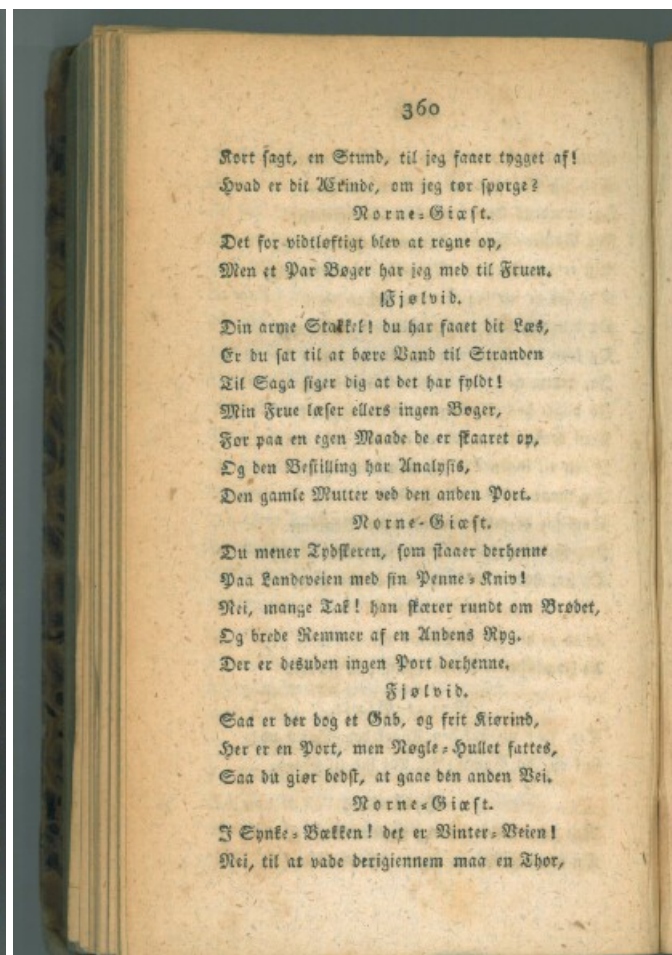 360
Kort sagt, en Stund, til jeg faaer tygget af!
Hvad er dit Ærinde, om jeg tør spørge?
Norne-Giæst.
Det for vidtløftigt blev at regne op,
Men et Par Bøger har jeg med til Fruen.
Fjølvid.
Din arme Stakkel! du har faaet dit Læs,
Er du sat til at bære Vand til Stranden
Til Saga siger dig at det har fyldt!
Min Frue læser ellers ingen Bøger,
Før paa en egen Maade de er skaaret op,
Og den Bestilling har Analysis,
Den gamle Mutter ved den anden Port.
Norne-Giæst.
Du mener Tydskeren, som staaer derhenne
Paa Landeveien med sin Penne-Kniv!
Nei, mange Tak! han skærer rundt om Brødet,
Og brede Remmer af en Andens Ryg.
Der er desuden ingen Port derhenne.
Fjølvid.
Saa er der dog et Gab, og frit Kiørind,
Her er en Port, men Nøgle-Hullet fattes,
Saa du giør bedst, at gaae den anden Vei.
Norne-Giæst.
I Synke-Bækken! det er Vinter-Veien!
Nei, til at vade derigiennem maa en Thor,